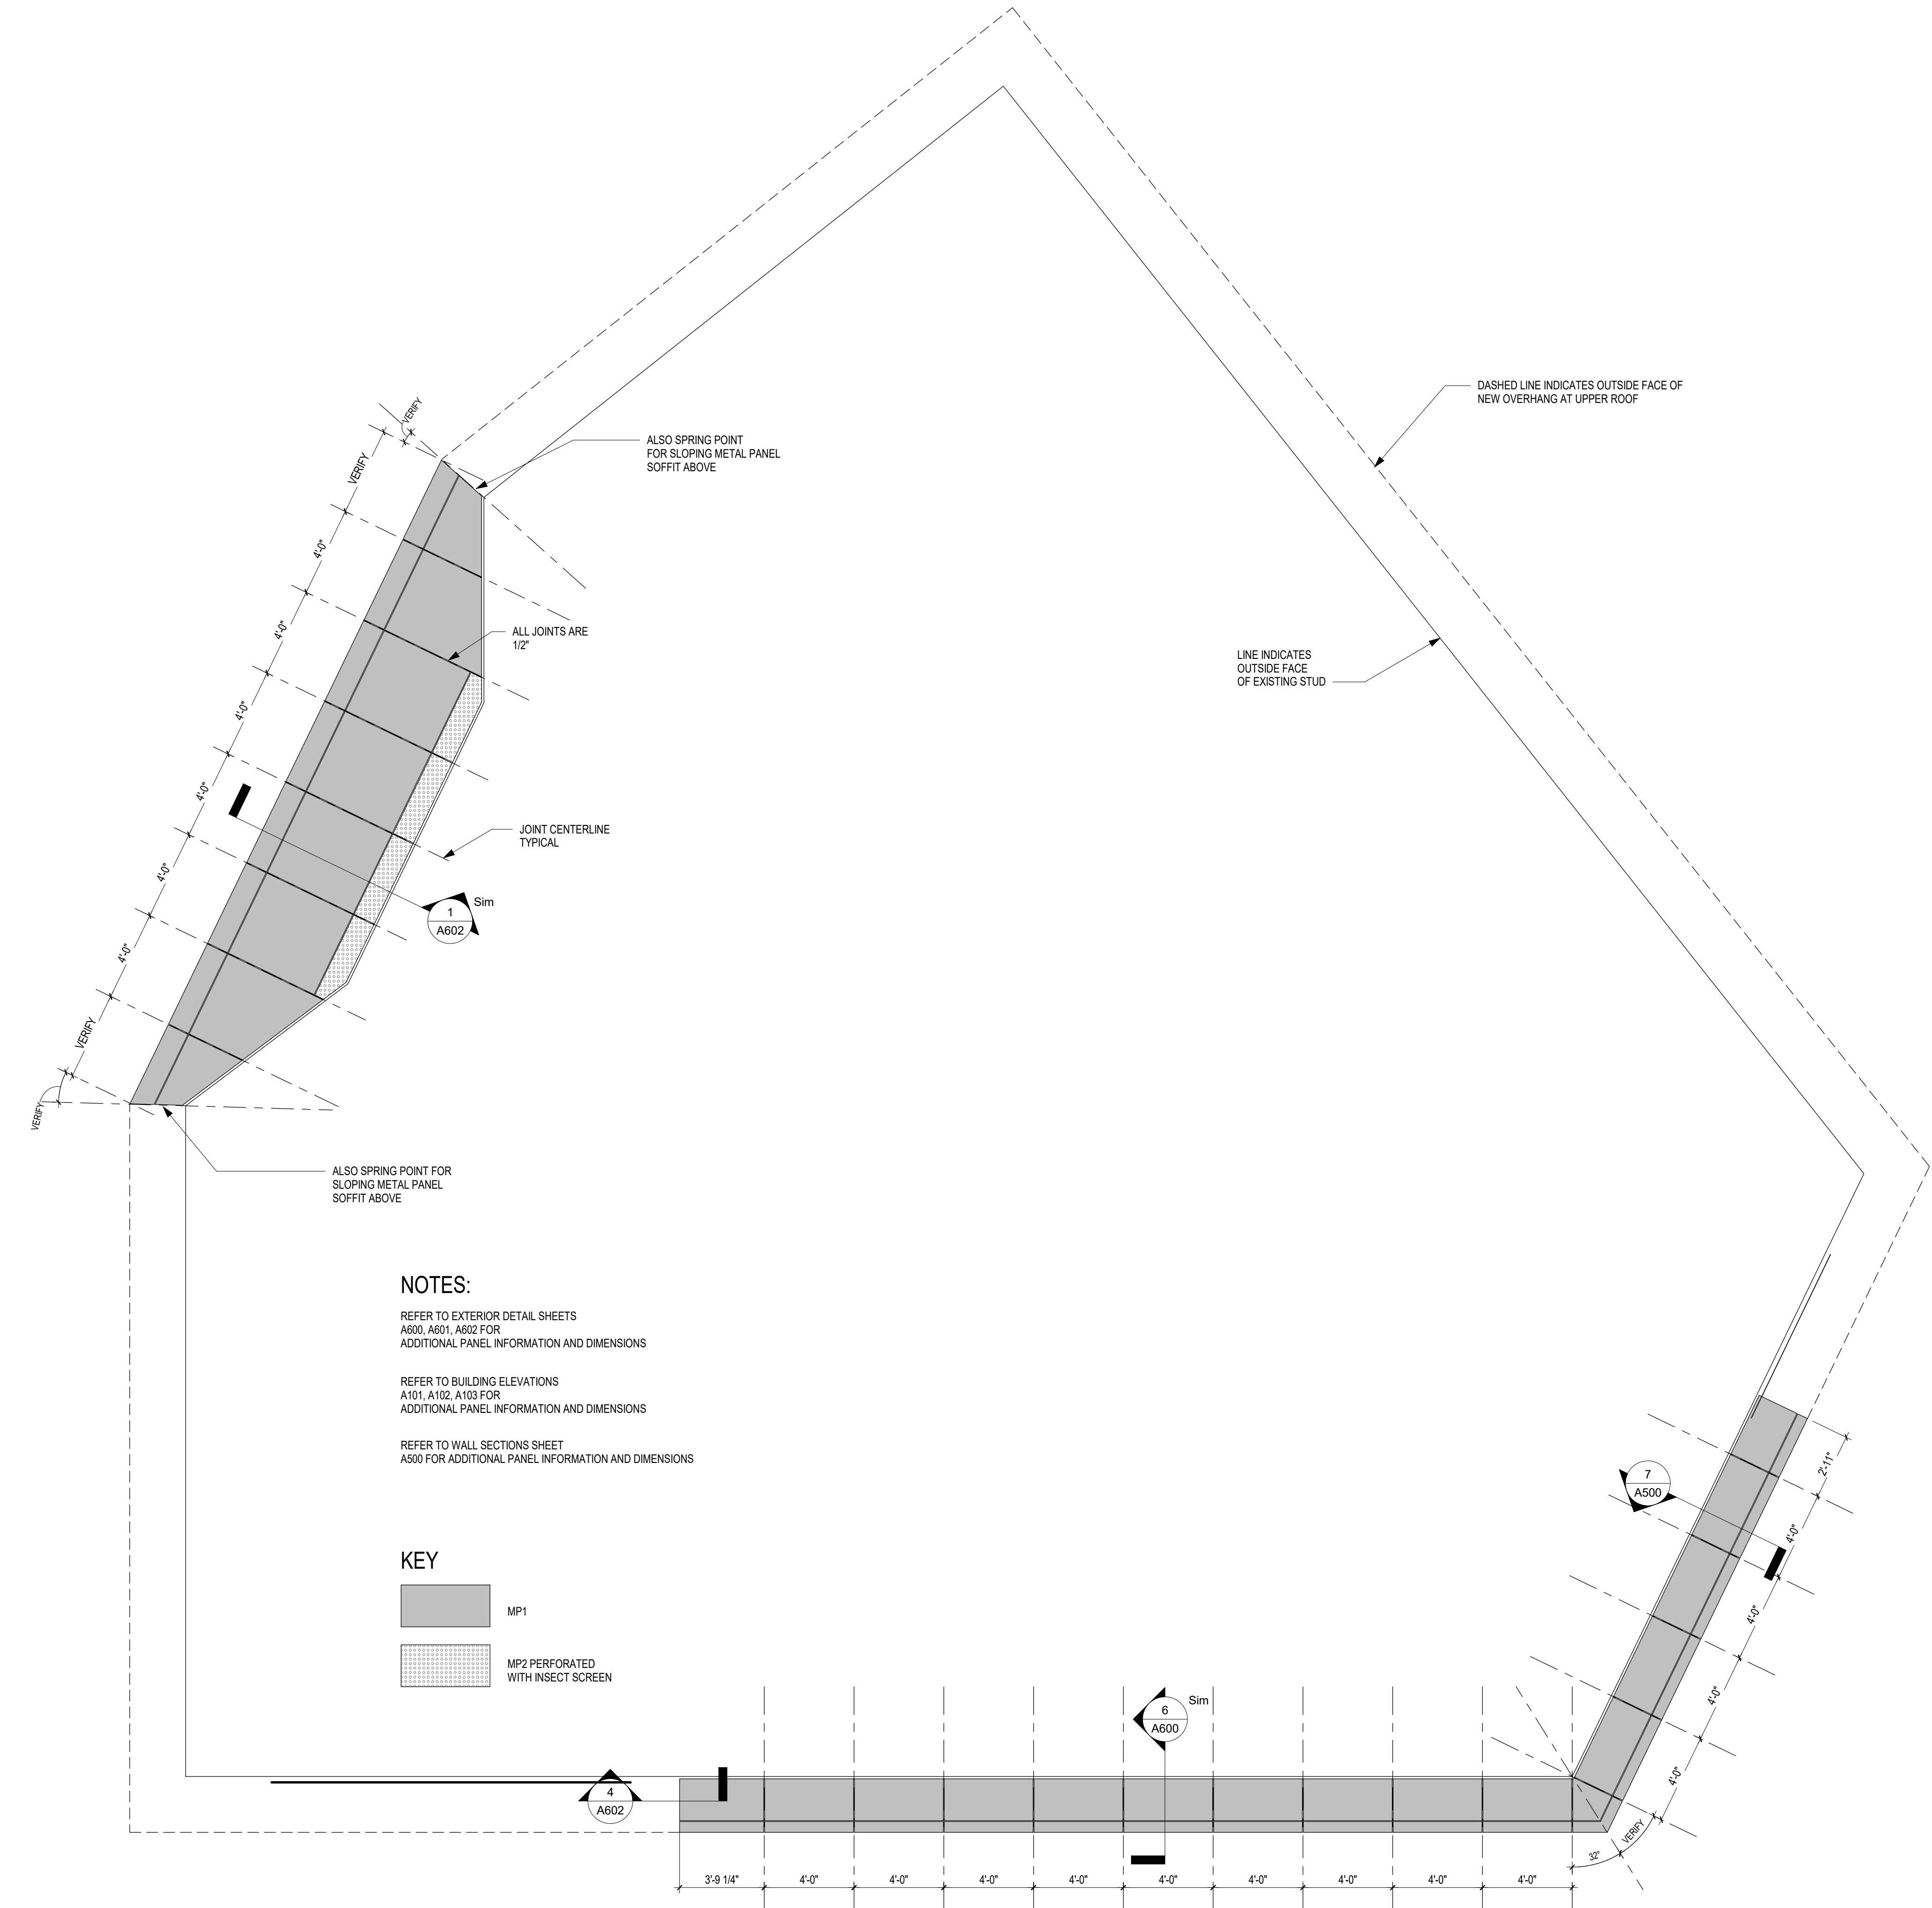 DASHED LINE INDICATES OUTSIDE FACE OF
NEW OVERHANG AT UPPER ROOF
VERIFY
ALSO SPRING POINT
FOR SLOPING METAL PANEL
SOFFIT ABOVE
VERIFY
4'-0"
4'-0"
4'-0"
4'-0"
4'-0"
4'-0"
VERIFY
VERIFY
ALL JOINTS ARE
1/2"
LINE INDICATES
OUTSIDE FACE
OF EXISTING STUD
JOINT CENTERLINE
TYPICAL
1
A602
Sim
ALSO SPRING POINT FOR
SLOPING METAL PANEL
SOFFIT ABOVE
NOTES:
REFER TO EXTERIOR DETAIL SHEETS
A600, A601, A602 FOR
ADDITIONAL PANEL INFORMATION AND DIMENSIONS
REFER TO BUILDING ELEVATIONS
A101, A102, A103 FOR
ADDITIONAL PANEL INFORMATION AND DIMENSIONS
REFER TO WALL SECTIONS SHEET
A500 FOR ADDITIONAL PANEL INFORMATION AND DIMENSIONS
KEY
MP1
MP2 PERFORATED
WITH INSECT SCREEN
7
A500
2'-11"
4'-0"
4'-0"
4'-0"
4'-0"
VERIFY
32°
6
A600
Sim
4
A602
3'-9 1/4"
4'-0"
4'-0"
4'-0"
4'-0"
4'-0"
4'-0"
4'-0"
4'-0"
4'-0"